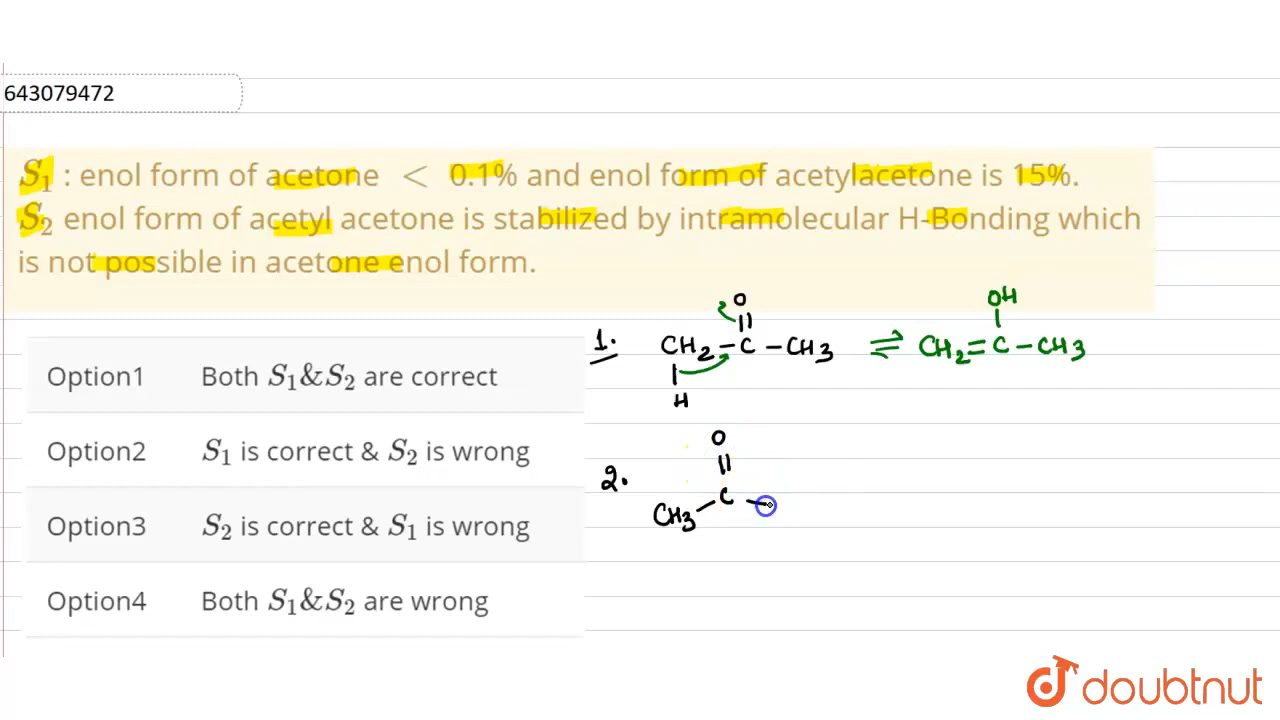 643079472
S₁ : enol form of acetone < 0.1% and enol form of acetylacetone is 15%.
S₂ enol form of acetyl acetone is stabilized by intramolecular H-Bonding which
is not possible in acetone enol form.
Option1 Both S₁&S₂ are correct
Option2 S₁ is correct & S₂ is wrong
Option3 S₂ is correct & S₁ is wrong
Option4 Both S₁&S₂ are wrong
O OH
||
1. CH₂ – C – CH₃ ⇌ CH₂ = C – CH₃
|
H
O
||
2. CH₃ – C –
doubtnut